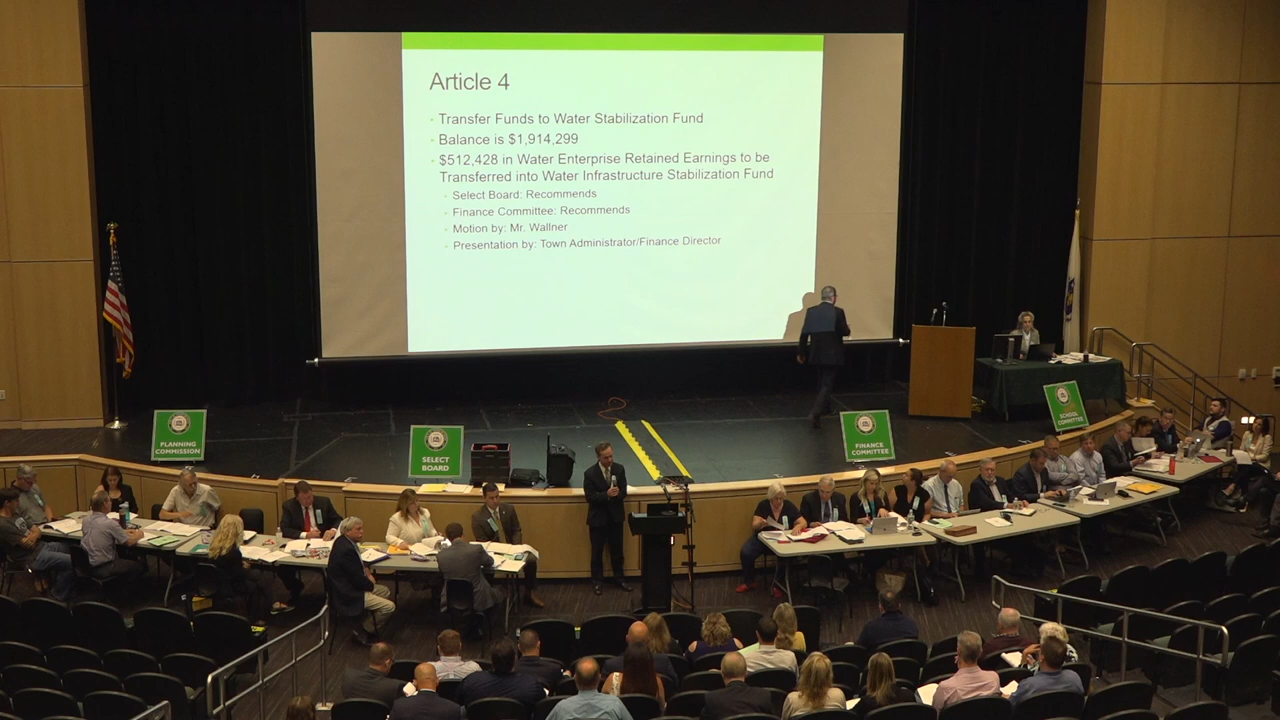 Article 4
Transfer Funds to Water Stabilization Fund
Balance is $1,914,299
$512,428 in Water Enterprise Retained Earnings to be
Transferred into Water Infrastructure Stabilization Fund
Select Board: Recommends
Finance Committee: Recommends
Motion by: Mr. Wallner
Presentation by: Town Administrator/Finance Director
PLANNING
COMMISSION
SELECT
BOARD
FINANCE
COMMITTEE
SCHOOL
COMMITTEE